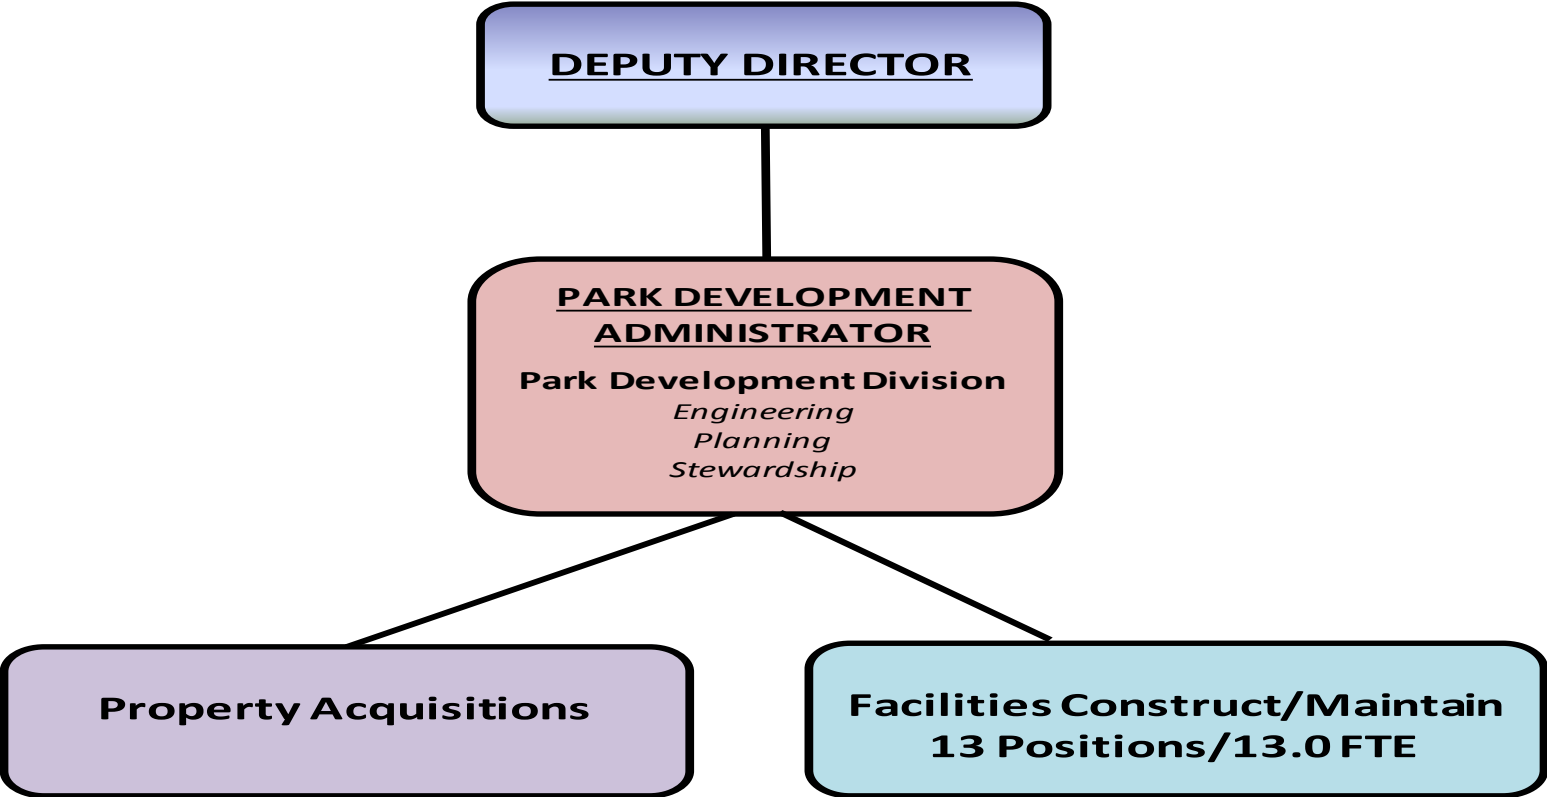 DEPUTY DIRECTOR
PARK DEVELOPMENT
ADMINISTRATOR
Park Development Division
Engineering
Planning
Stewardship
Property Acquisitions
Facilities Construct/Maintain
13 Positions/13.0 FTE